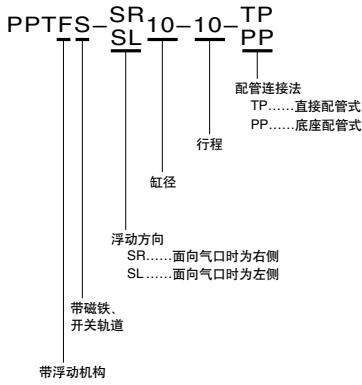 PPTFS-SR10-10-TP
SL PP
配管连接法
TP……直接配管式
PP……底座配管式
行程
缸径
浮动方向
SR……面向气口时为右侧
SL……面向气口时为左侧
带磁铁、
开关轨道
带浮动机构